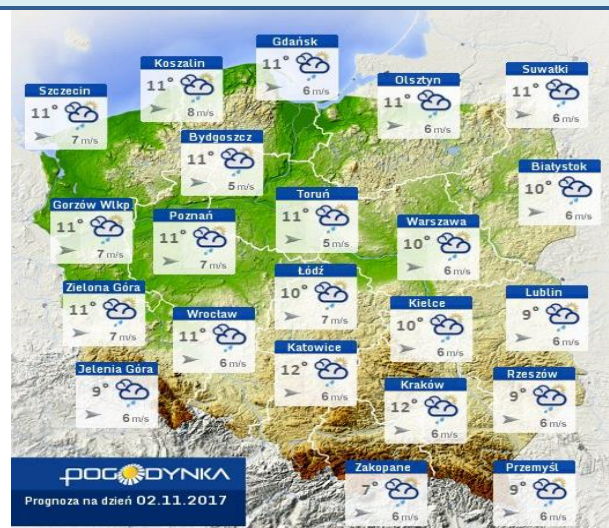 Gdańsk
11°
6 m/s
Koszalin
11°
8 m/s
Suwałki
11°
6 m/s
Olsztyn
11°
6 m/s
Szczecin
11°
7 m/s
Bydgoszcz
11°
5 m/s
Białystok
10°
6 m/s
Toruń
11°
5 m/s
Gorzów Wlkp
11°
7 m/s
Poznań
11°
7 m/s
Warszawa
10°
6 m/s
Łódź
10°
7 m/s
Zielona Góra
11°
7 m/s
Lublin
9°
6 m/s
Kielce
10°
6 m/s
Wrocław
11°
6 m/s
Katowice
12°
6 m/s
Jelenia Góra
9°
6 m/s
Rzeszów
9°
6 m/s
Kraków
12°
6 m/s
Zakopane
7°
6 m/s
Przemyśl
9°
6 m/s
POGODYNKA
Prognoza na dzień 02.11.2017